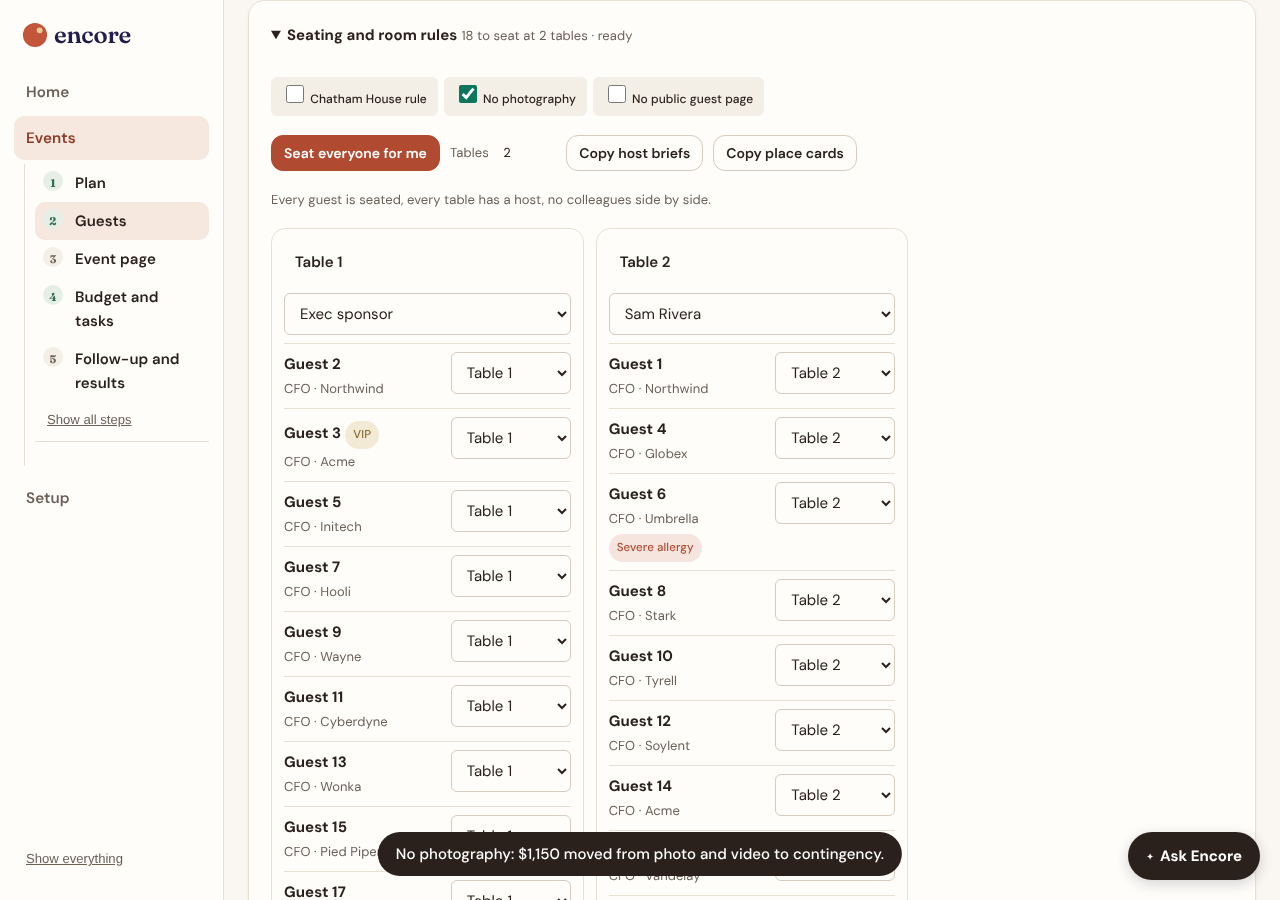 encore
Home
Events
1 Plan
2 Guests
3 Event page
4 Budget and
tasks
5 Follow-up and
results
Show all steps
Setup
Show everything
Seating and room rules 18 to seat at 2 tables · ready
Chatham House rule
No photography
No public guest page
Seat everyone for me
Tables 2
Copy host briefs
Copy place cards
Every guest is seated, every table has a host, no colleagues side by side.
Table 1
Exec sponsor
Guest 2
CFO · Northwind
Table 1
Guest 3 VIP
CFO · Acme
Table 1
Guest 5
CFO · Initech
Table 1
Guest 7
CFO · Hooli
Table 1
Guest 9
CFO · Wayne
Table 1
Guest 11
CFO · Cyberdyne
Table 1
Guest 13
CFO · Wonka
Table 1
Guest 15
CFO · Pied Pipe
Guest 17
Table 2
Sam Rivera
Guest 1
CFO · Northwind
Table 2
Guest 4
CFO · Globex
Table 2
Guest 6
CFO · Umbrella
Severe allergy
Table 2
Guest 8
CFO · Stark
Table 2
Guest 10
CFO · Tyrell
Table 2
Guest 12
CFO · Soylent
Table 2
Guest 14
CFO · Acme
Table 2
No photography: $1,150 moved from photo and video to contingency.
Ask Encore